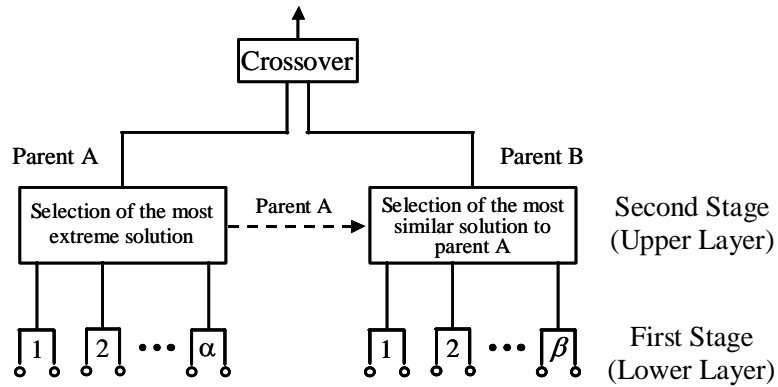 Crossover
Parent A
Parent B
Selection of the most
extreme solution
Parent A
Selection of the most
similar solution to
parent A
Second Stage
(Upper Layer)
1 2 ••• α
1 2 ••• β
First Stage
(Lower Layer)